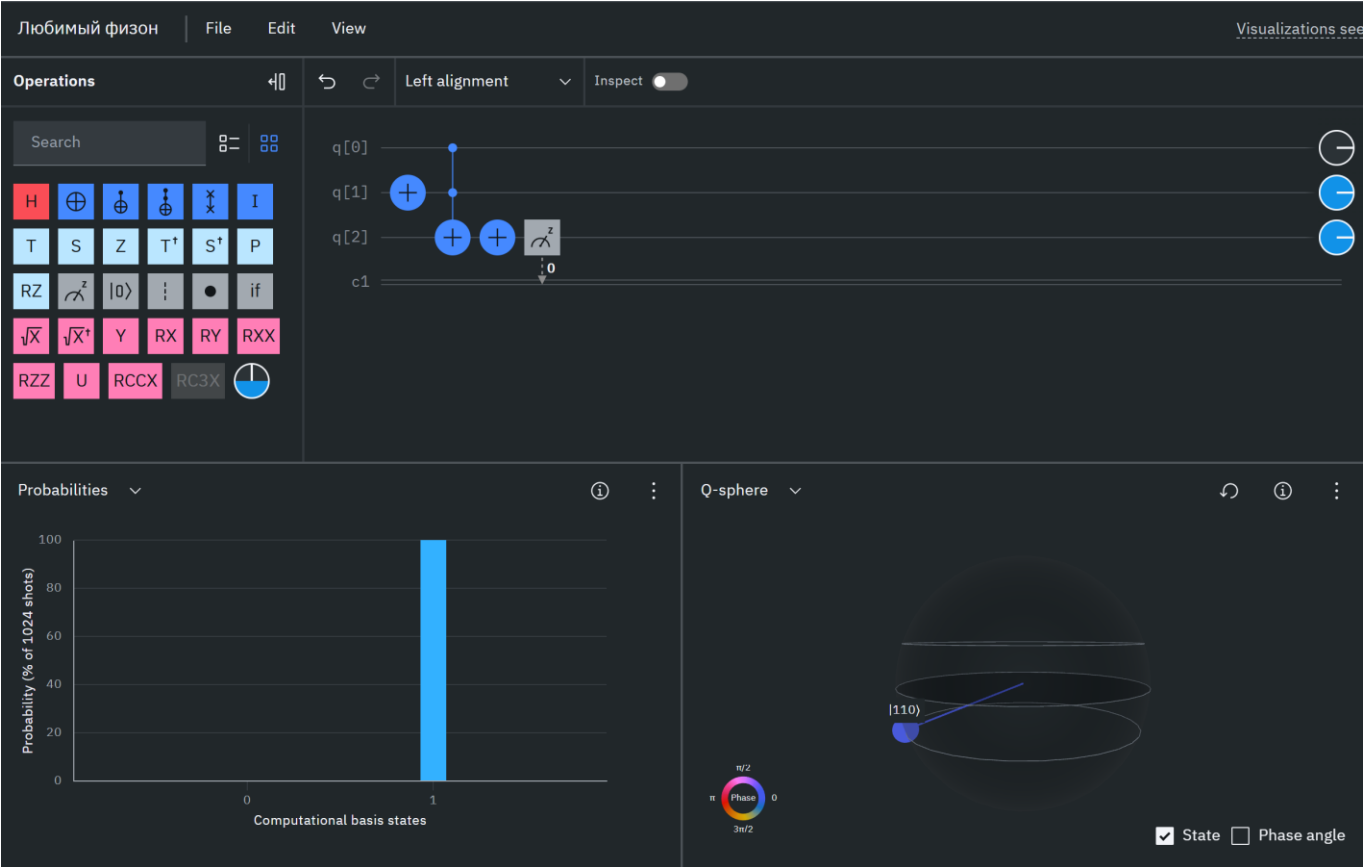 Любимый физон File Edit View Visualizations see
Operations Left alignment Inspect
Search
H I
T S Z T† S† P
RZ z |0⟩ if
√X √X† Y RX RY RXX
RZZ U RCCX RC3X
q[0]
q[1]
q[2] z
0
c1
Probabilities
Probability (% of 1024 shots)
100
80
60
40
20
0
0 1
Computational basis states
Q-sphere
|110⟩
π/2
π Phase 0
3π/2
State Phase angle